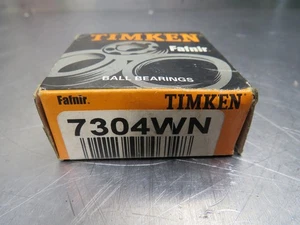 TIMKEN
Fafnir®
BALL BEARINGS
Fafnir® TIMKEN
7304WN